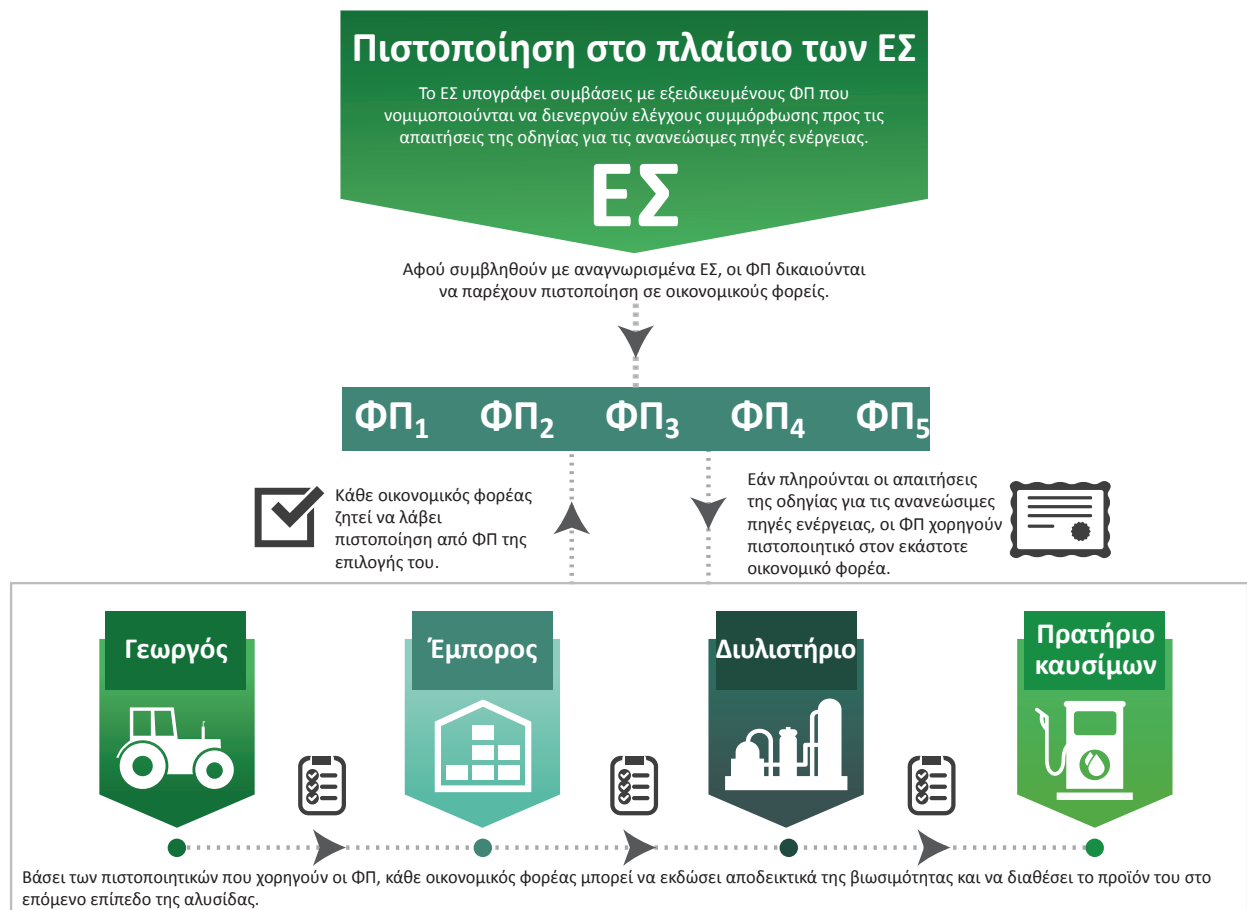 Πιστοποίηση στο πλαίσιο των ΕΣ
Το ΕΣ υπογράφει συμβάσεις με εξειδικευμένους ΦΠ που
νομιμοποιούνται να διενεργούν ελέγχους συμμόρφωσης προς τις
απαιτήσεις της οδηγίας για τις ανανεώσιμες πηγές ενέργειας.
ΕΣ
Αφού συμβληθούν με αναγνωρισμένα ΕΣ, οι ΦΠ δικαιούνται
να παρέχουν πιστοποίηση σε οικονομικούς φορείς.
ΦΠ1 ΦΠ2 ΦΠ3 ΦΠ4 ΦΠ5
Κάθε οικονομικός φορέας
ζητεί να λάβει
πιστοποίηση από ΦΠ της
επιλογής του.
Εάν πληρούνται οι απαιτήσεις
της οδηγίας για τις ανανεώσιμες
πηγές ενέργειας, οι ΦΠ χορηγούν
πιστοποιητικό στον εκάστοτε
οικονομικό φορέα.
Γεωργός
Έμπορος
Διυλιστήριο
Πρατήριο
καυσίμων
Βάσει των πιστοποιητικών που χορηγούν οι ΦΠ, κάθε οικονομικός φορέας μπορεί να εκδώσει αποδεικτικά της βιωσιμότητας και να διαθέσει το προϊόν του στο
επόμενο επίπεδο της αλυσίδας.